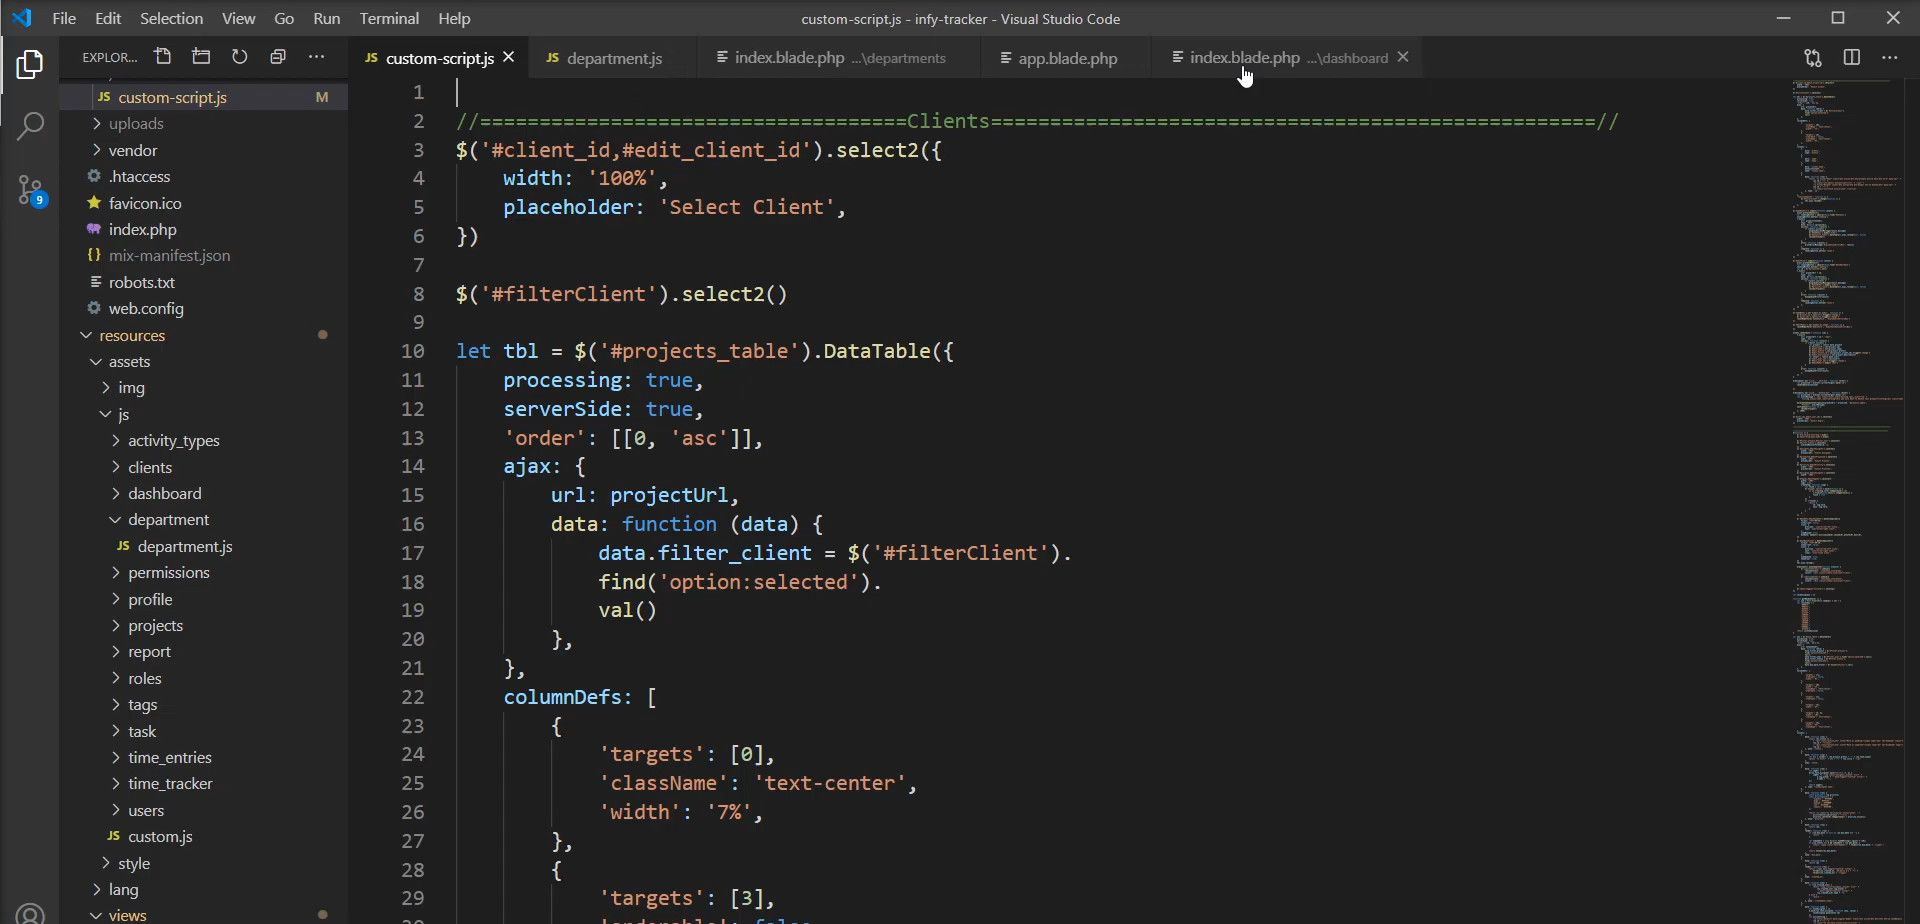 File Edit Selection View Go Run Terminal Help
custom-script.js - infy-tracker - Visual Studio Code
EXPLOR...
JS custom-script.js
JS department.js
index.blade.php ...\departments
app.blade.php
index.blade.php ...\dashboard
JS custom-script.js M
uploads
vendor
.htaccess
favicon.ico
index.php
{} mix-manifest.json
robots.txt
web.config
resources
assets
img
js
activity_types
clients
dashboard
department
JS department.js
permissions
profile
projects
report
roles
tags
task
time_entries
time_tracker
users
JS custom.js
style
lang
views
9
1
2 //====================================Clients===================================================//
3 $('#client_id,#edit_client_id').select2({
4 width: '100%',
5 placeholder: 'Select Client',
6 })
7
8 $('#filterClient').select2()
9
10 let tbl = $('#projects_table').DataTable({
11 processing: true,
12 serverSide: true,
13 'order': [[0, 'asc']],
14 ajax: {
15 url: projectUrl,
16 data: function (data) {
17 data.filter_client = $('#filterClient').
18 find('option:selected').
19 val()
20 },
21 },
22 columnDefs: [
23 {
24 'targets': [0],
25 'className': 'text-center',
26 'width': '7%',
27 },
28 {
29 'targets': [3],